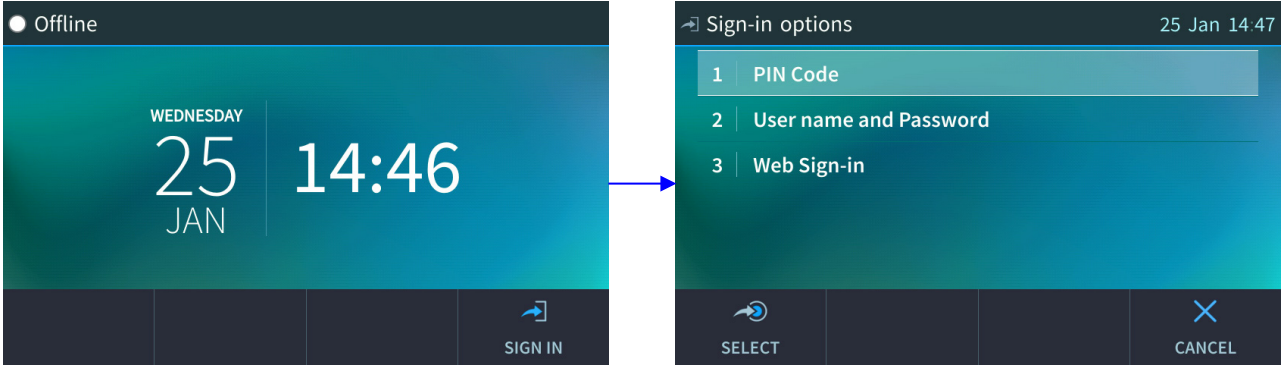 Offline
WEDNESDAY
25
JAN
14:46
SIGN IN
Sign-in options
25 Jan 14:47
1 PIN Code
2 User name and Password
3 Web Sign-in
SELECT
CANCEL